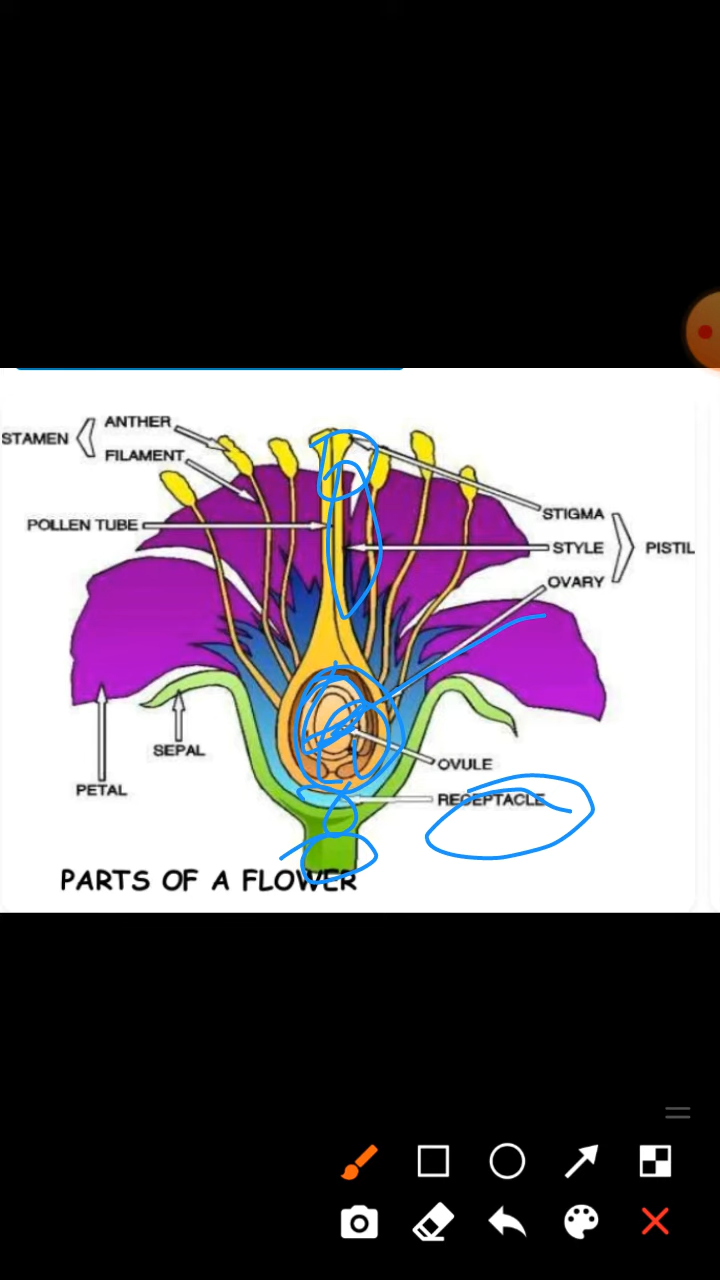 ANTHER
STAMEN
FILAMENT
POLLEN TUBE
STIGMA
STYLE
PISTIL
OVARY
SEPAL
OVULE
PETAL
RECEPTACLE
PARTS OF A FLOWER